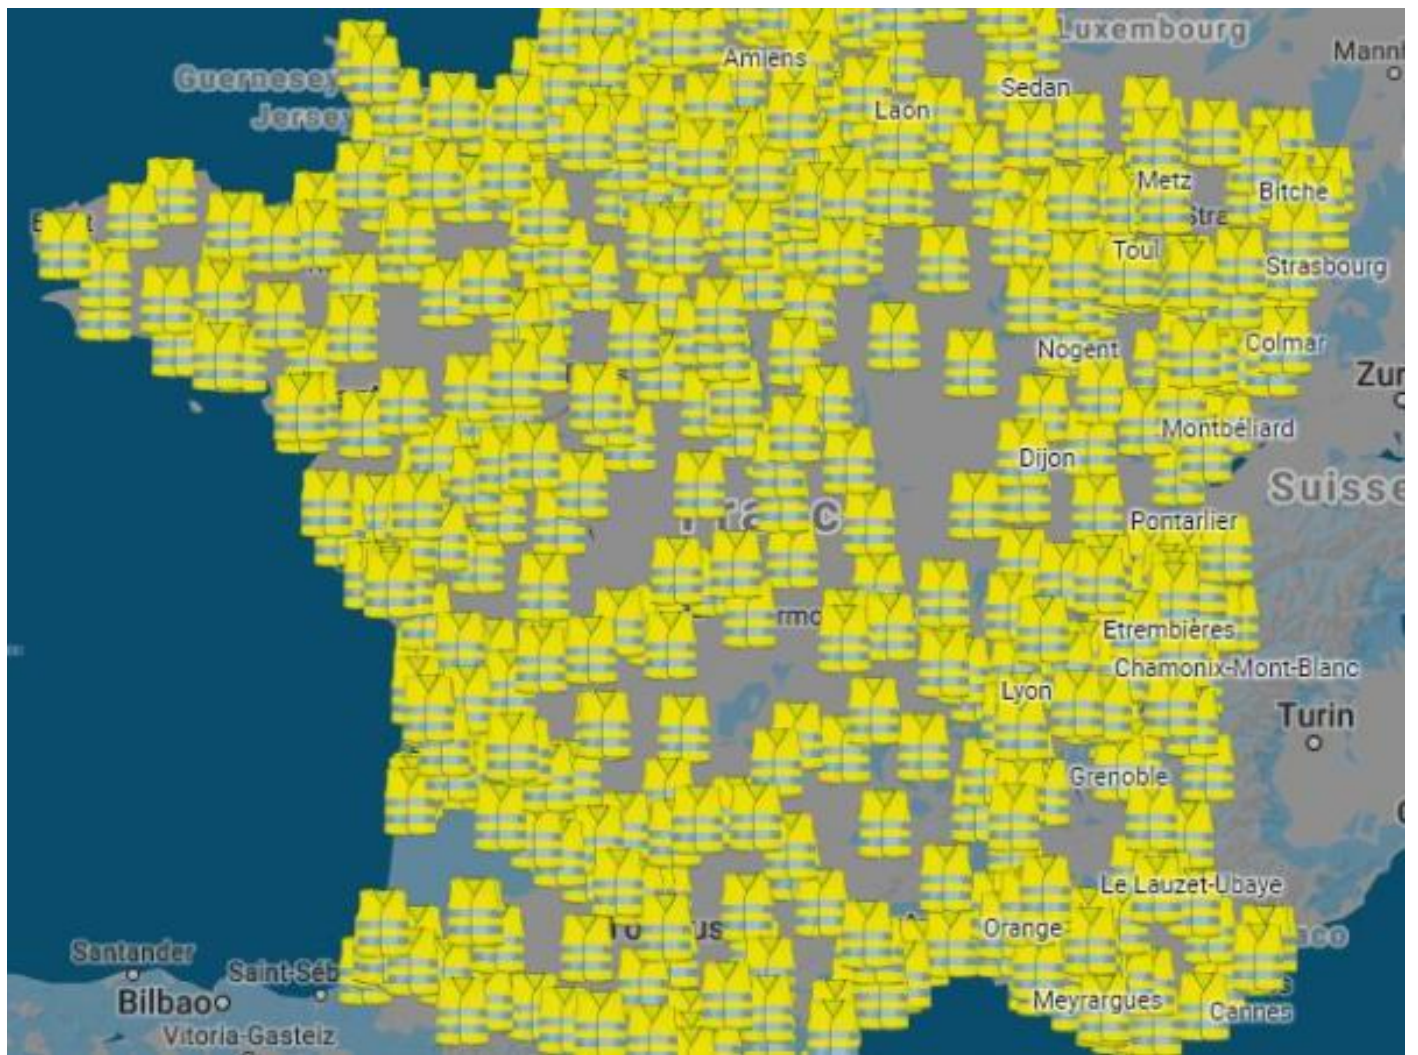 Luxembourg
Amiens
Guernesey
Sedan
Laon
Jersey
Metz
Bitche
Stra
Toul
Strasbourg
Nogent
Colmar
Zur
Montbéliard
Dijon
Suisse
Pontarlier
Etrembières
Chamonix-Mont-Blanc
Lyon
Turin
Grenoble
Le Lauzet-Ubaye
Orange
Santander
Saint-Séb
Bilbao
Meyrargues
Cannes
Vitoria-Gasteiz